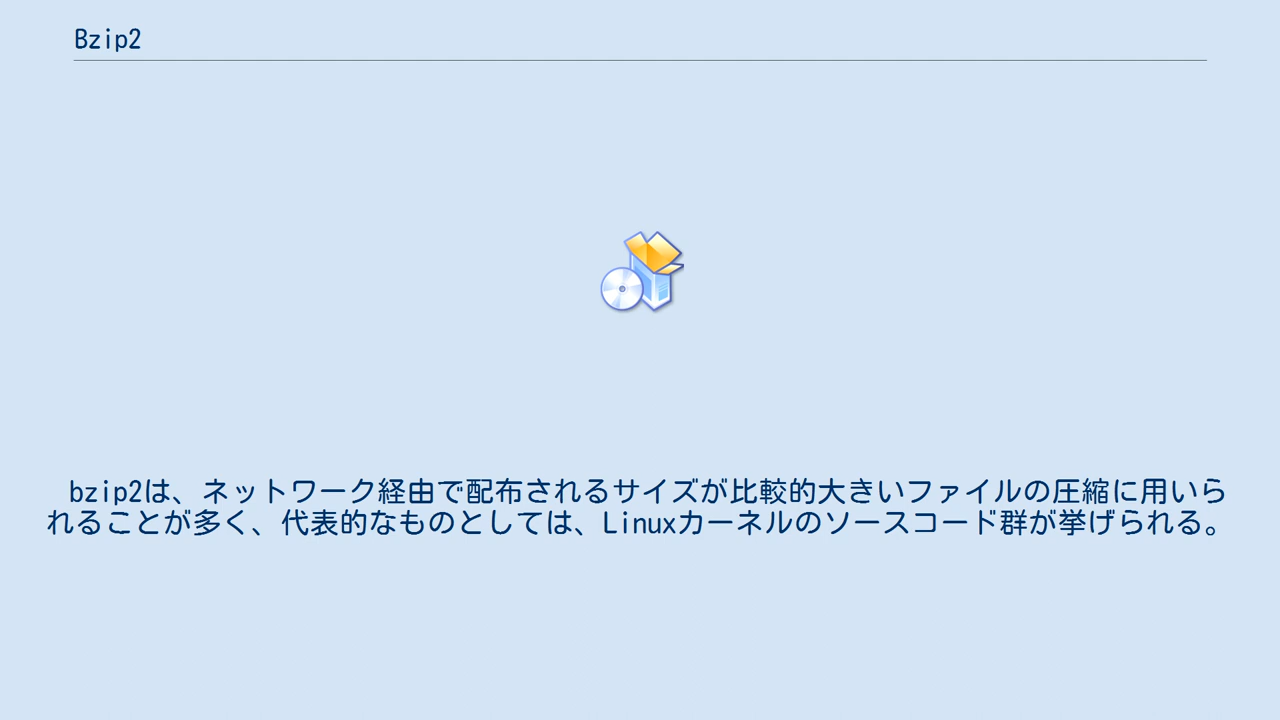 Bzip2
bzip2は、ネットワーク経由で配布されるサイズが比較的大きいファイルの圧縮に用いら
れることが多く、代表的なものとしては、Linuxカーネルのソースコード群が挙げられる。